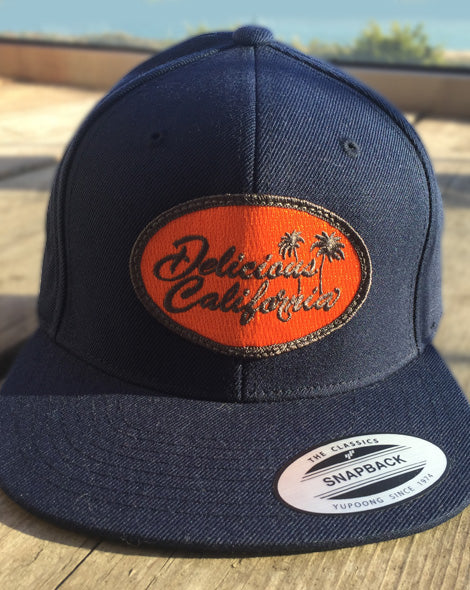 Delicious
California
THE CLASSICS
SNAPBACK
YUPOONG SINCE 1974